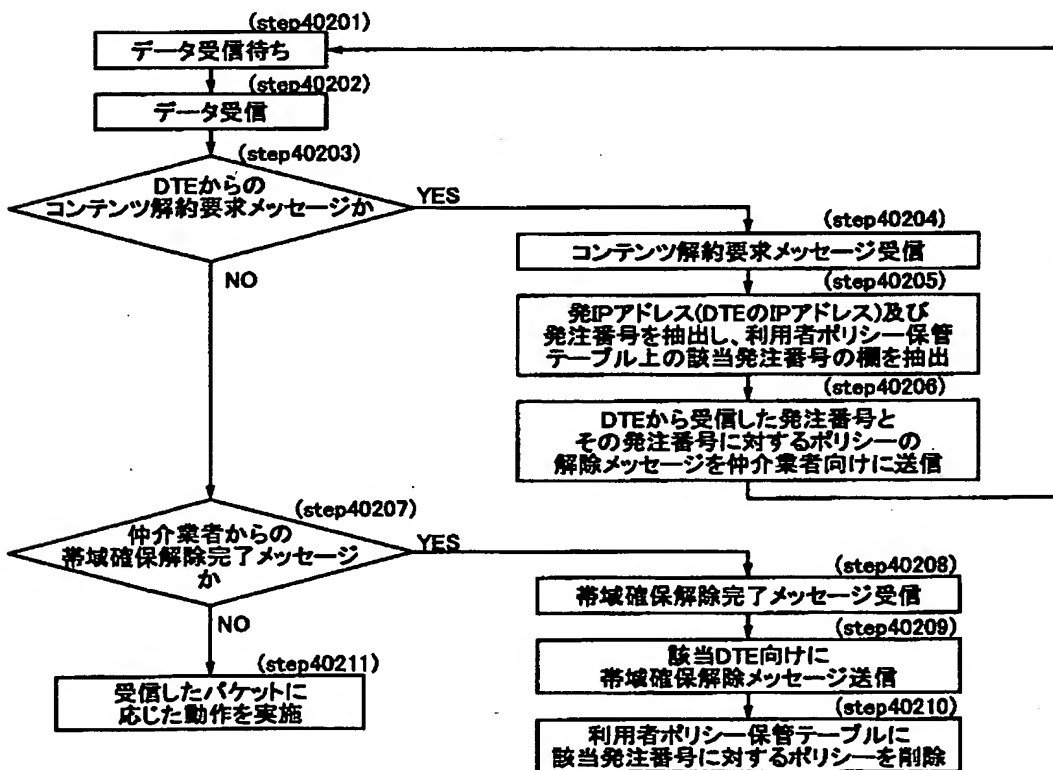 (step40201)
データ受信待ち
(step40202)
データ受信
(step40203)
DTEからの
コンテンツ解約要求メッセージか
YES
NO
(step40204)
コンテンツ解約要求メッセージ受信
(step40205)
発IPアドレス(DTEのIPアドレス)及び
発注番号を抽出し、利用者ポリシー保管
テーブル上の該当発注番号の欄を抽出
(step40206)
DTEから受信した発注番号と
その発注番号に対するポリシーの
解除メッセージを仲介業者向けに送信
(step40207)
仲介業者からの
帯域確保解除完了メッセージ
か
YES
NO
(step40208)
帯域確保解除完了メッセージ受信
(step40209)
該当DTE向けに
帯域確保解除メッセージ送信
(step40210)
利用者ポリシー保管テーブルに
該当発注番号に対するポリシーを削除
(step40211)
受信したパケットに
応じた動作を実施